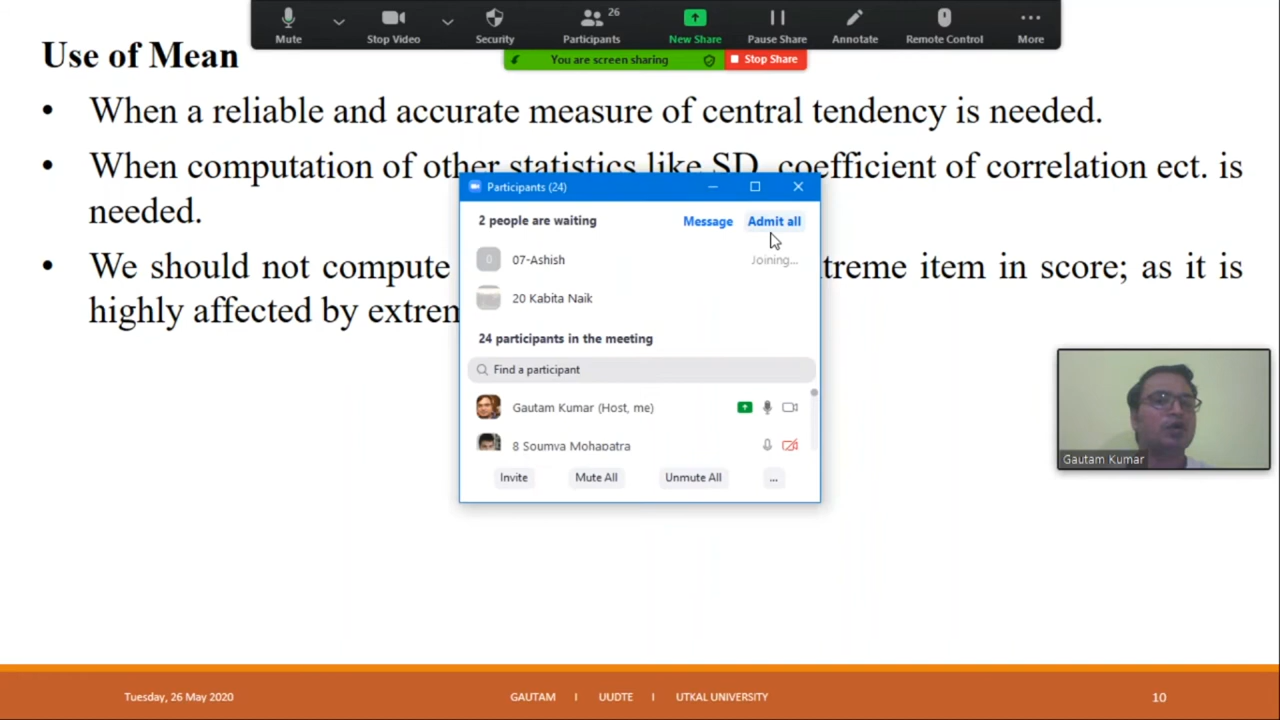 26
Mute
Stop Video
Security
Participants
New Share
Pause Share
Annotate
Remote Control
More
You are screen sharing
Stop Share
Use of Mean
• When a reliable and accurate measure of central tendency is needed.
• When computation of other statistics like SD, coefficient of correlation ect. is
needed.
• We should not compute treme item in score; as it is
highly affected by extrem
Participants (24)
2 people are waiting
Message
Admit all
0
07-Ashish
Joining...
20 Kabita Naik
24 participants in the meeting
Find a participant
Gautam Kumar (Host, me)
8 Soumya Mohapatra
Invite
Mute All
Unmute All
...
Gautam Kumar
Tuesday, 26 May 2020
GAUTAM I UUDTE I UTKAL UNIVERSITY
10